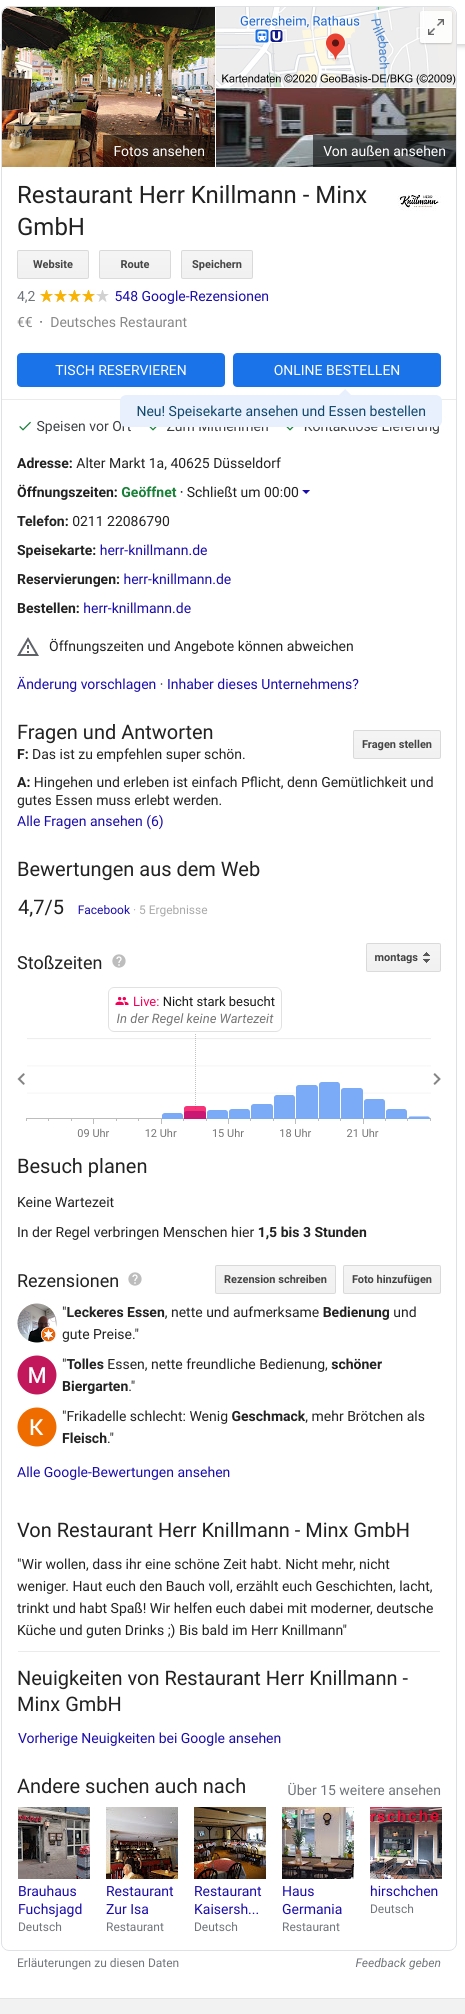 Gerresheim, Rathaus
U
Pillebach
Kartendaten ©2020 GeoBasis-DE/BKG (©2009)
Fotos ansehen
Von außen ansehen
Restaurant Herr Knillmann - Minx
GmbH
Knillmann
Website Route Speichern
4,2 548 Google-Rezensionen
€€ · Deutsches Restaurant
TISCH RESERVIEREN ONLINE BESTELLEN
Neu! Speisekarte ansehen und Essen bestellen
Speisen vor Ort Zum Mitnehmen Kontaktlose Lieferung
Adresse: Alter Markt 1a, 40625 Düsseldorf
Öffnungszeiten: Geöffnet · Schließt um 00:00
Telefon: 0211 22086790
Speisekarte: herr-knillmann.de
Reservierungen: herr-knillmann.de
Bestellen: herr-knillmann.de
Öffnungszeiten und Angebote können abweichen
Änderung vorschlagen · Inhaber dieses Unternehmens?
Fragen und Antworten
Fragen stellen
F: Das ist zu empfehlen super schön.
A: Hingehen und erleben ist einfach Pflicht, denn Gemütlichkeit und
gutes Essen muss erlebt werden.
Alle Fragen ansehen (6)
Bewertungen aus dem Web
4,7/5 Facebook · 5 Ergebnisse
Stoßzeiten ? montags
Live: Nicht stark besucht
In der Regel keine Wartezeit
09 Uhr 12 Uhr 15 Uhr 18 Uhr 21 Uhr
Besuch planen
Keine Wartezeit
In der Regel verbringen Menschen hier 1,5 bis 3 Stunden
Rezensionen ? Rezension schreiben Foto hinzufügen
"Leckeres Essen, nette und aufmerksame Bedienung und
gute Preise."
M
"Tolles Essen, nette freundliche Bedienung, schöner
Biergarten."
K
"Frikadelle schlecht: Wenig Geschmack, mehr Brötchen als
Fleisch."
Alle Google-Bewertungen ansehen
Von Restaurant Herr Knillmann - Minx GmbH
"Wir wollen, dass ihr eine schöne Zeit habt. Nicht mehr, nicht
weniger. Haut euch den Bauch voll, erzählt euch Geschichten, lacht,
trinkt und habt Spaß! Wir helfen euch dabei mit moderner, deutsche
Küche und guten Drinks ;) Bis bald im Herr Knillmann"
Neuigkeiten von Restaurant Herr Knillmann -
Minx GmbH
Vorherige Neuigkeiten bei Google ansehen
Andere suchen auch nach Über 15 weitere ansehen
Brauhaus
Fuchsjagd
Deutsch
Restaurant
Zur Isa
Restaurant
Restaurant
Kaisersh...
Deutsch
Haus
Germania
Restaurant
hirschchen
Deutsch
Erläuterungen zu diesen Daten Feedback geben